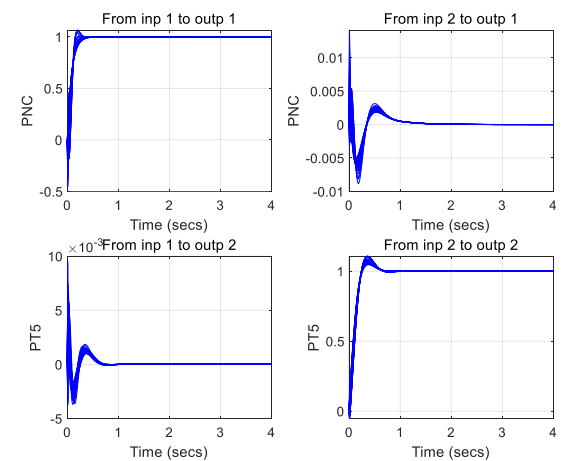 From inp 1 to outp 1
1
0.5
0
-0.5
PNC
0 1 2 3 4
Time (secs)
From inp 2 to outp 1
0.01
0.005
0
-0.005
-0.01
PNC
0 1 2 3 4
Time (secs)
×10⁻³ From inp 1 to outp 2
10
5
0
-5
PT5
0 1 2 3 4
Time (secs)
From inp 2 to outp 2
1
0.5
0
PT5
0 1 2 3 4
Time (secs)